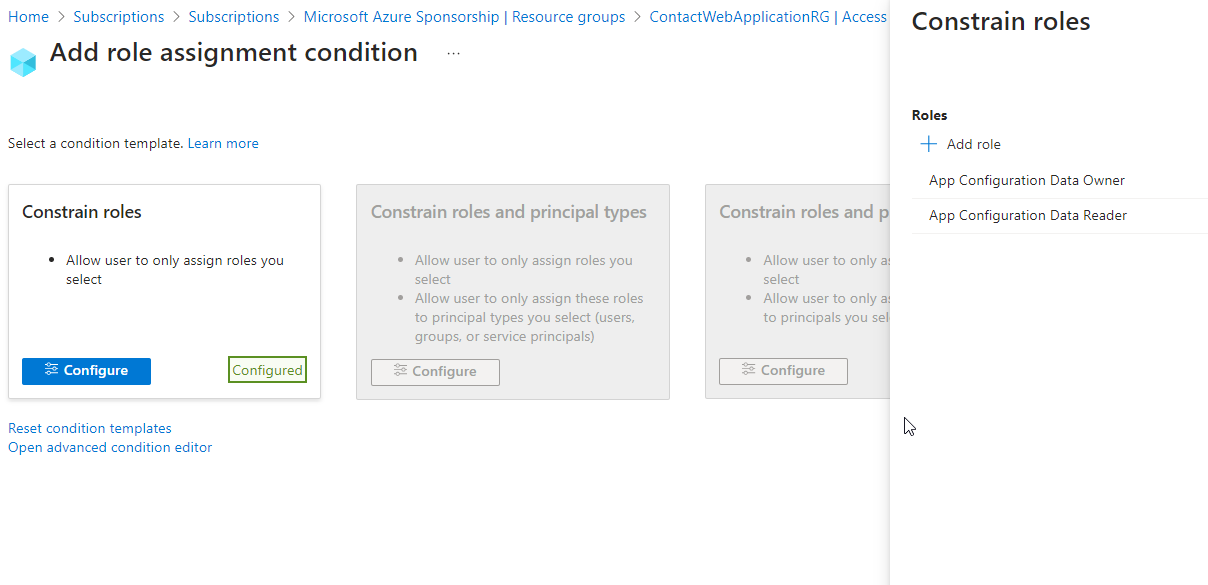 Home > Subscriptions > Subscriptions > Microsoft Azure Sponsorship | Resource groups > ContactWebApplicationRG | Access
Add role assignment condition ...
Select a condition template. Learn more
Constrain roles
• Allow user to only assign roles you
select
Configure
Configured
Constrain roles and principal types
• Allow user to only assign roles you
select
• Allow user to only assign these roles
to principal types you select (users,
groups, or service principals)
Configure
Constrain roles and p
• Allow user to only as
select
• Allow user to only as
to principals you sel
Configure
Reset condition templates
Open advanced condition editor
Constrain roles
Roles
+ Add role
App Configuration Data Owner
App Configuration Data Reader